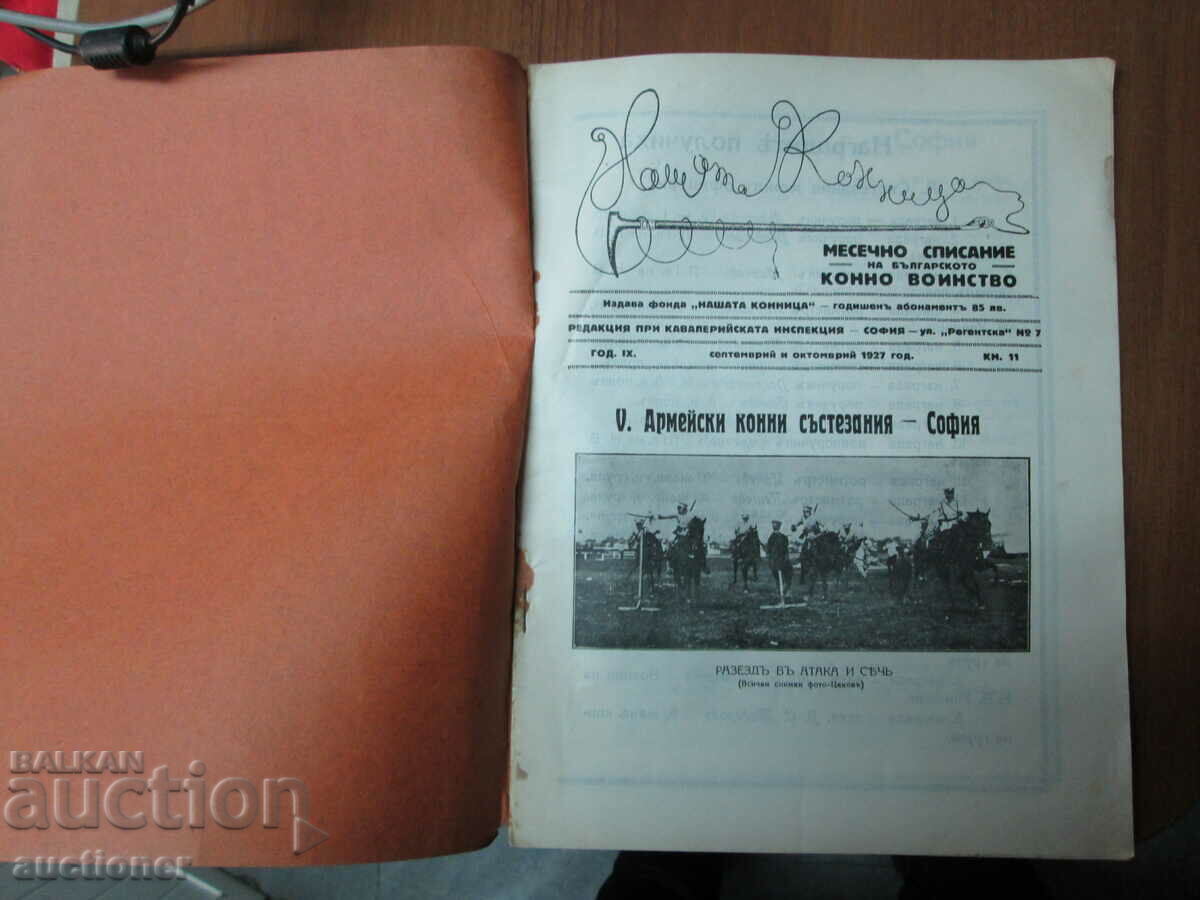 Нашата Конница
МЕСЕЧНО СПИСАНИЕ
НА БЪЛГАРСКОТО
КОННО ВОИНСТВО
Издава фонда „НАШАТА КОННИЦА" — годишенъ абонаментъ 85 лв.
РЕДАКЦИЯ ПРИ КАВАЛЕРИЙСКАТА ИНСПЕКЦИЯ — СОФИЯ — ул. „Регентска" № 7
ГОД. IX. септемврий и октомврий 1927 год. КН. 11
V. Армейски конни състезания — София
РАЗЕЗДЪ ВЪ АТАКА И СѢЧЬ
(Всички снимки фото-Цековъ)
BALKAN
auction
auctioner